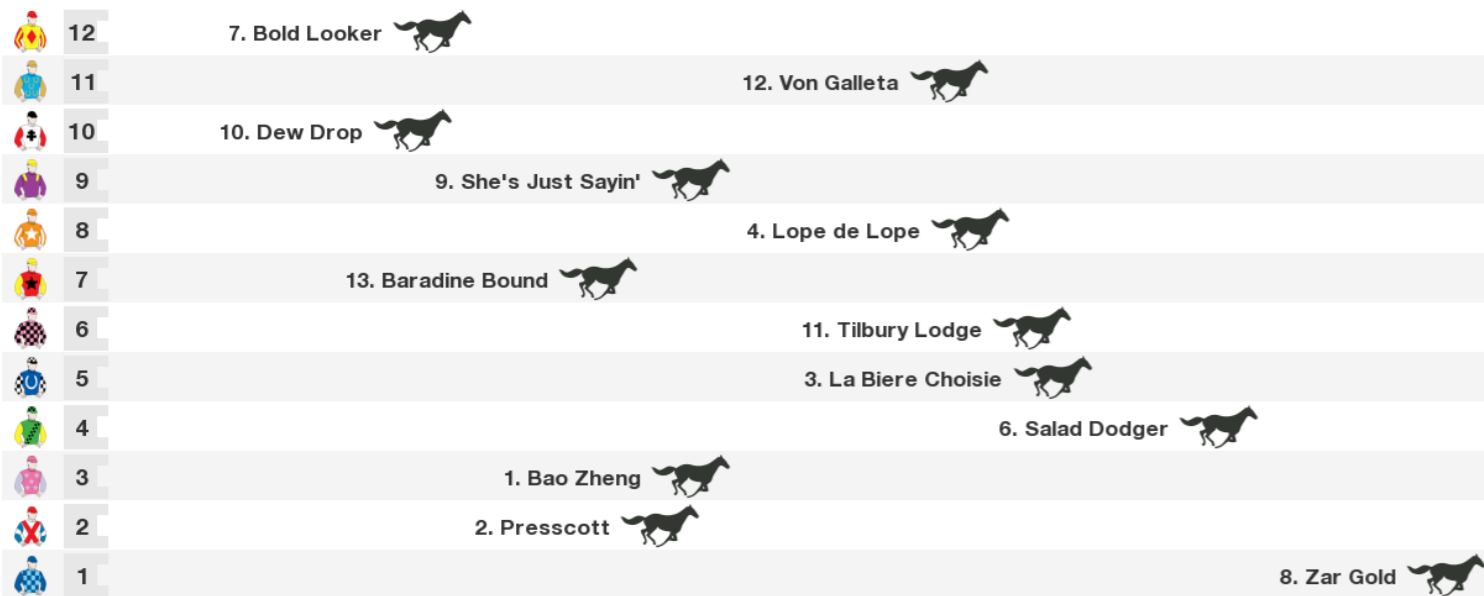 12 7. Bold Looker
11 12. Von Galleta
10 10. Dew Drop
9 9. She's Just Sayin'
8 4. Lope de Lope
7 13. Baradine Bound
6 11. Tilbury Lodge
5 3. La Biere Choisie
4 6. Salad Dodger
3 1. Bao Zheng
2 2. Presscott
1 8. Zar Gold